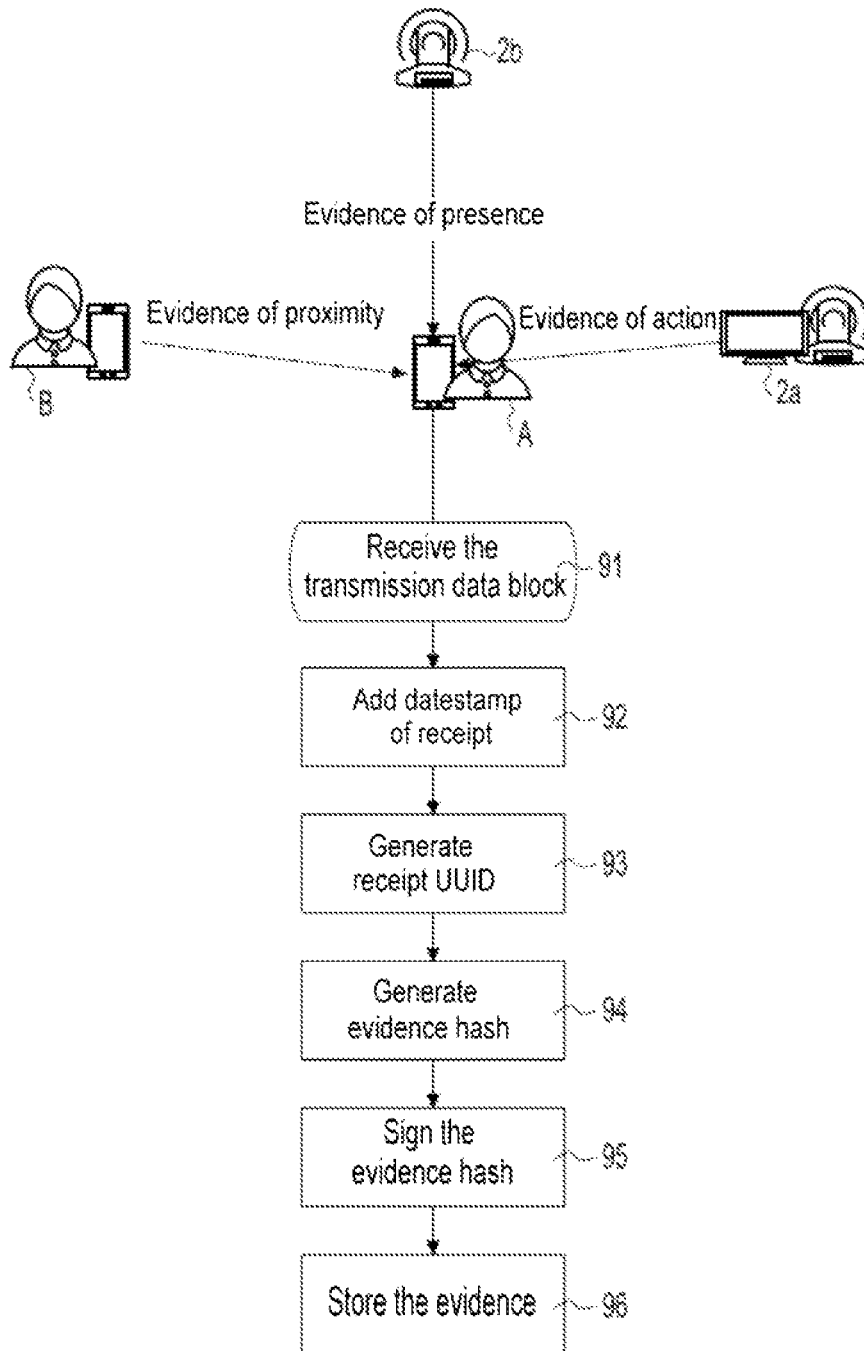 2b
Evidence of presence
Evidence of proximity
Evidence of action
B
A
2a
Receive the
transmission data block
91
Add datestamp
of receipt
92
Generate
receipt UUID
93
Generate
evidence hash
94
Sign the
evidence hash
95
Store the evidence
96